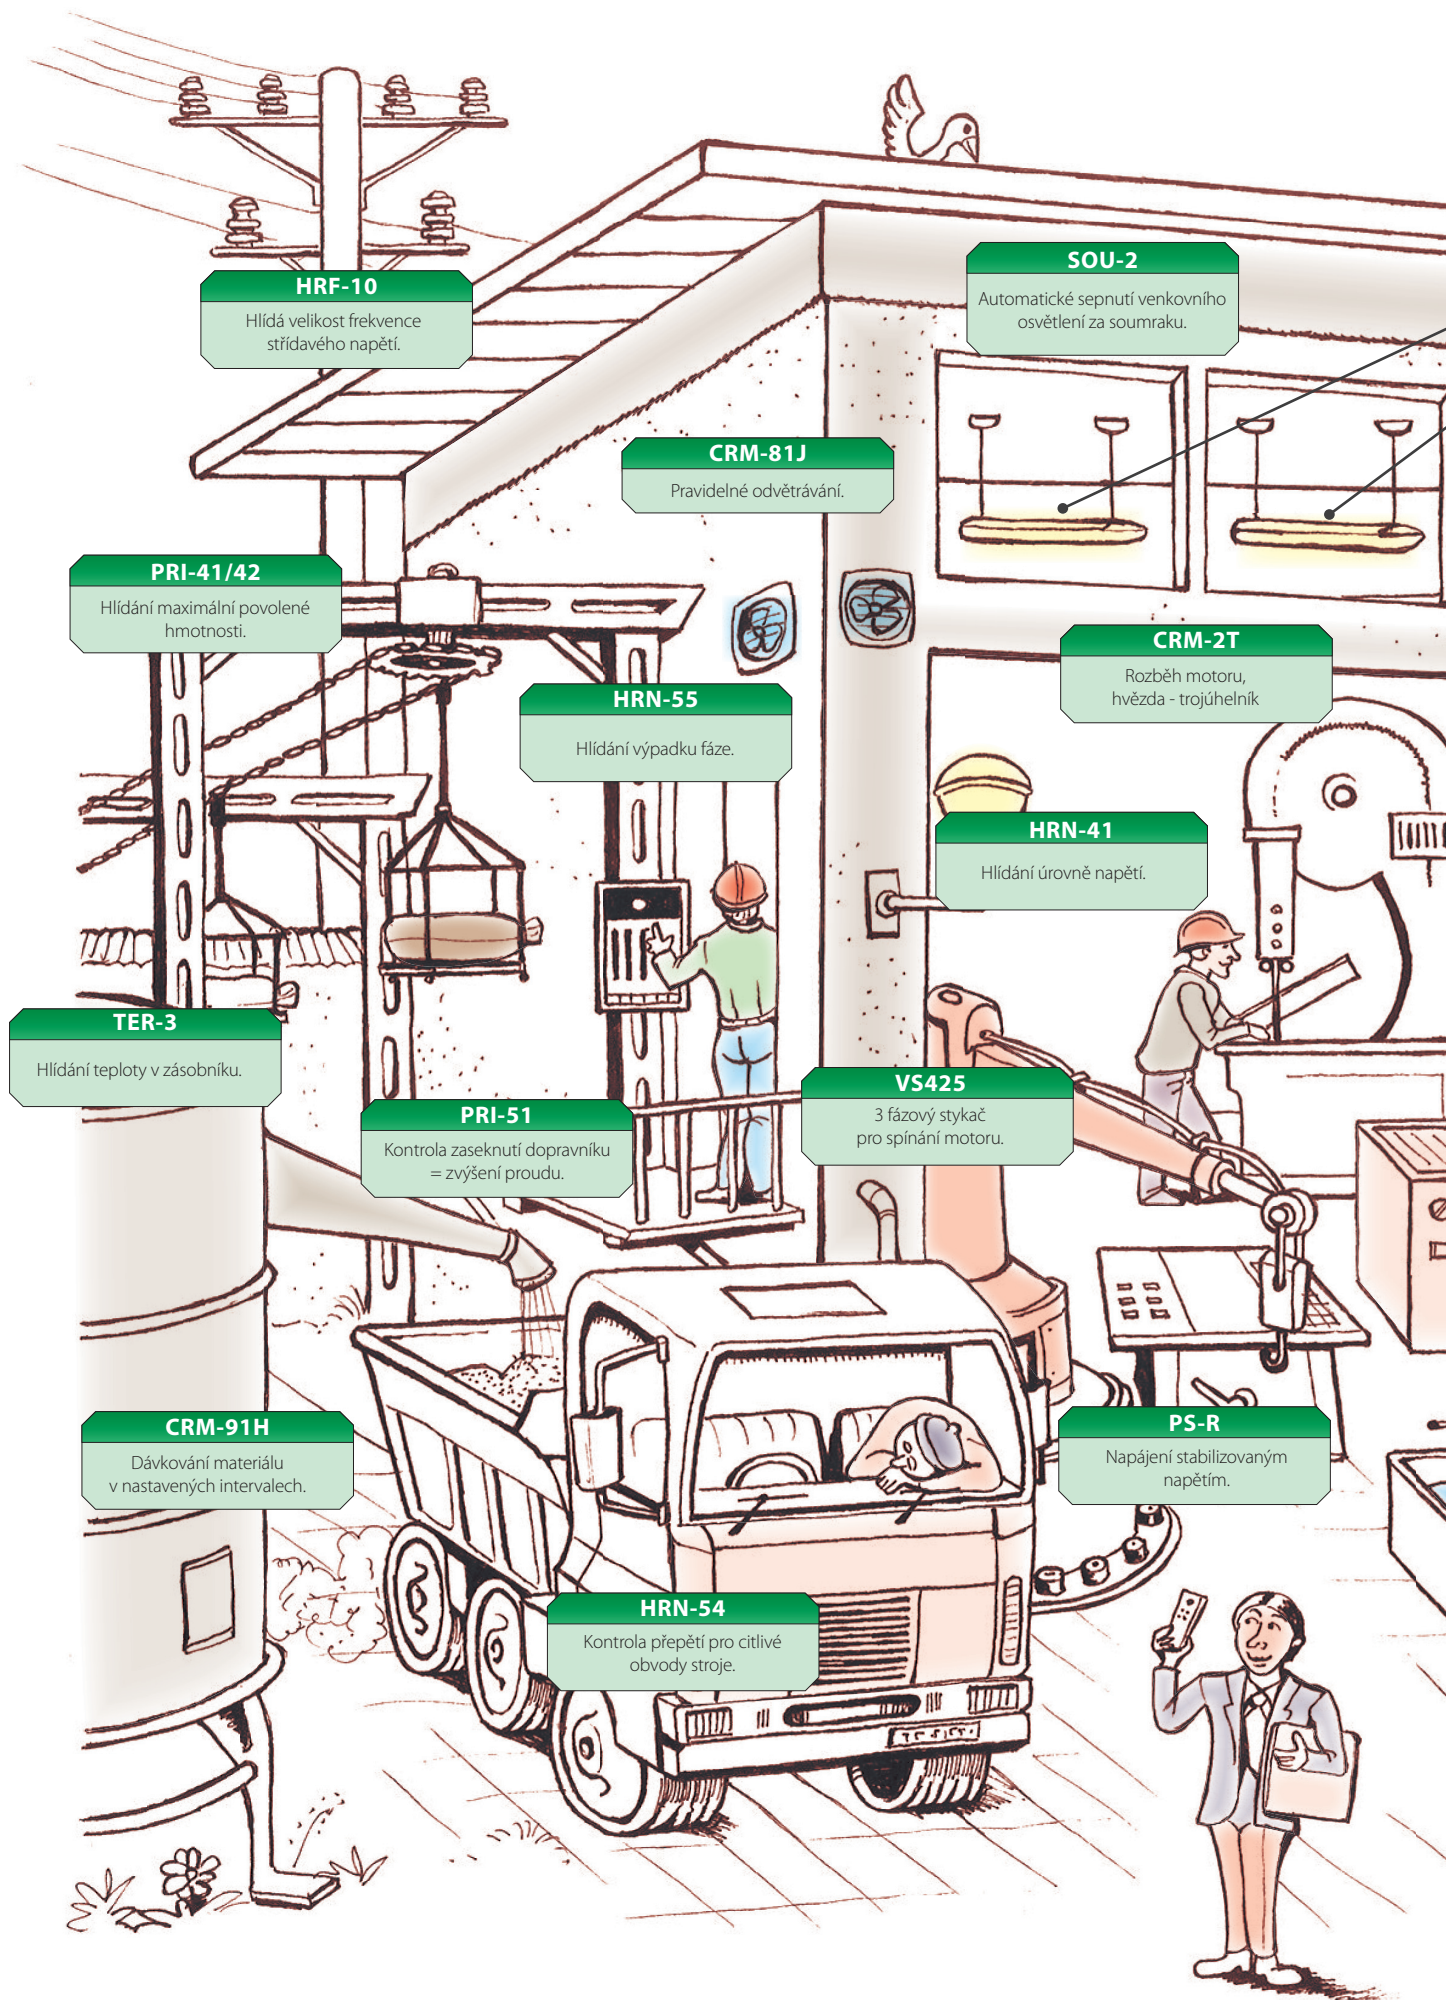 HRF-10
Hlídá velikost frekvence
střídavého napětí.
SOU-2
Automatické sepnutí venkovního
osvětlení za soumraku.
CRM-81J
Pravidelné odvětrávání.
PRI-41/42
Hlídání maximální povolené
hmotnosti.
CRM-2T
Rozběh motoru,
hvězda - trojúhelník
HRN-55
Hlídání výpadku fáze.
HRN-41
Hlídání úrovně napětí.
TER-3
Hlídání teploty v zásobníku.
VS425
3 fázový stykač
pro spínání motoru.
PRI-51
Kontrola zaseknutí dopravníku
= zvýšení proudu.
CRM-91H
Dávkování materiálu
v nastavených intervalech.
PS-R
Napájení stabilizovaným
napětím.
HRN-54
Kontrola přepětí pro citlivé
obvody stroje.